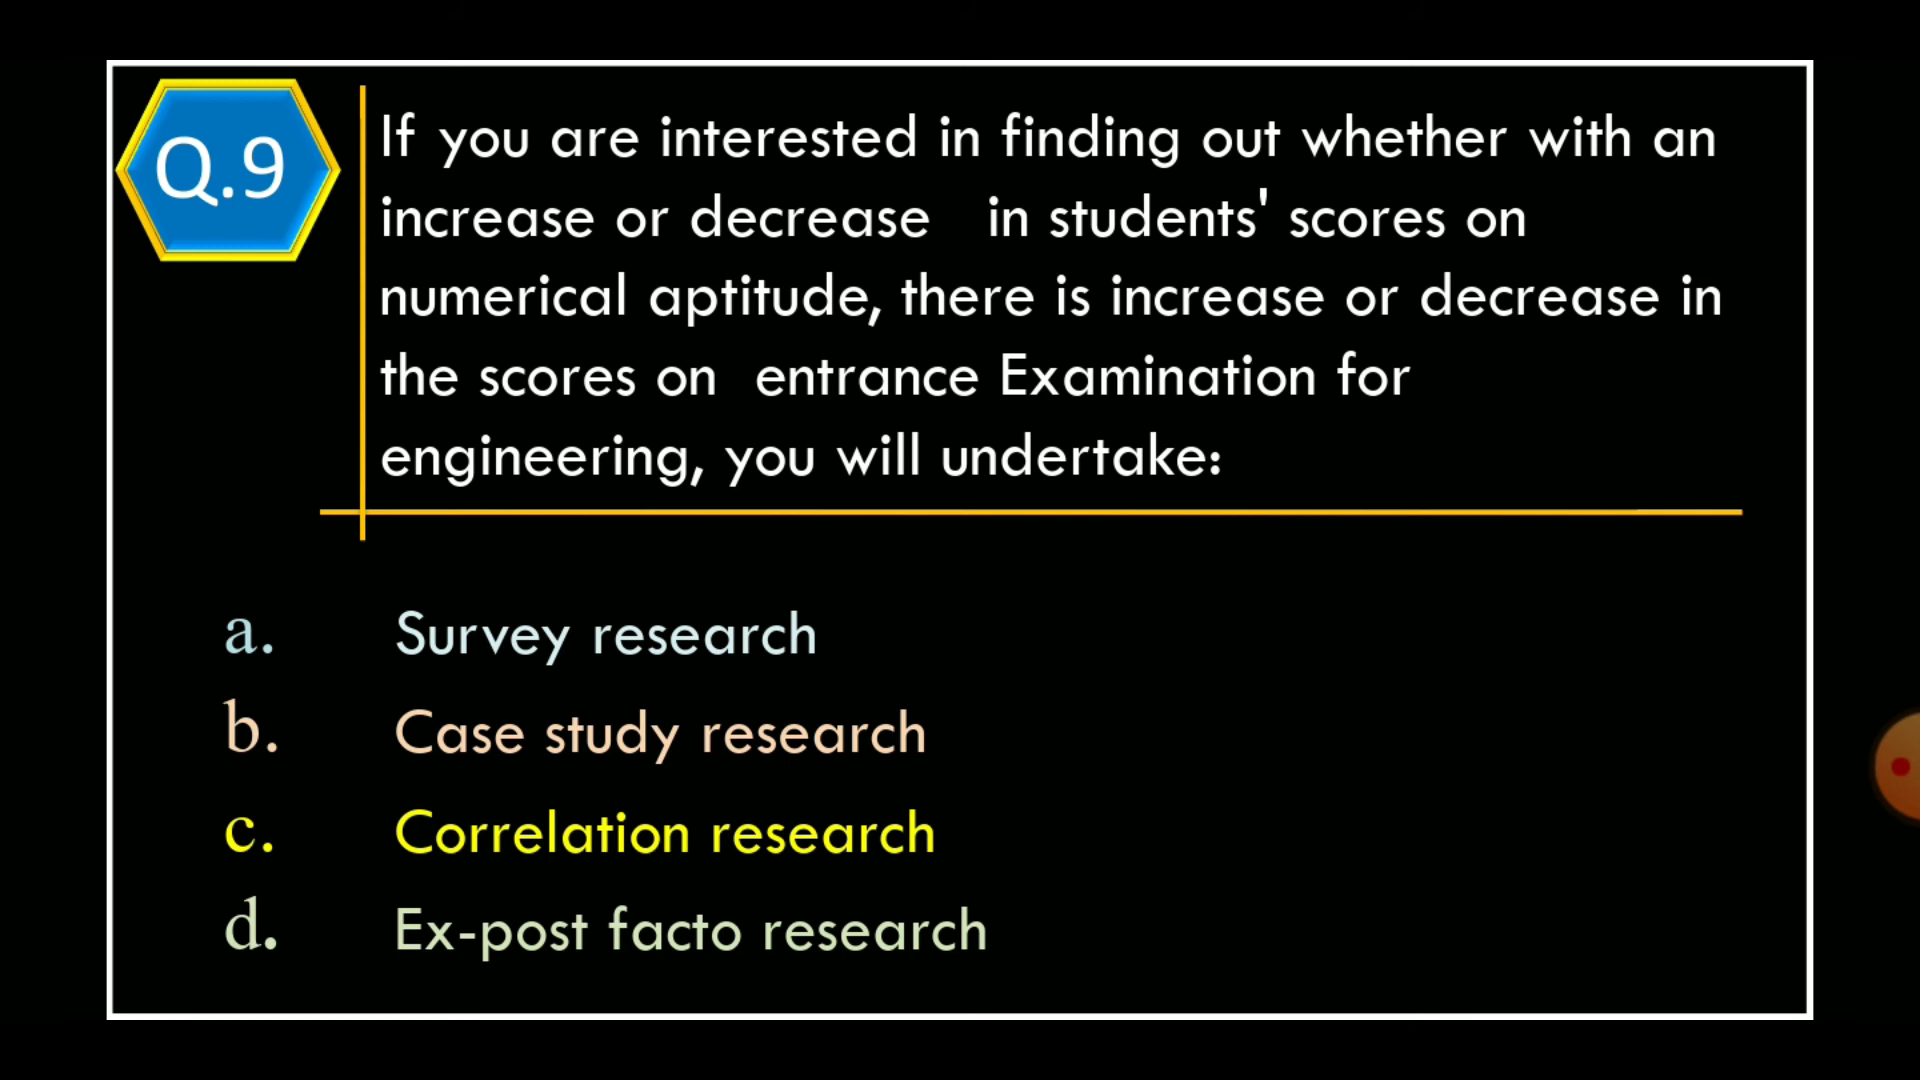 Q.9
If you are interested in finding out whether with an
increase or decrease in students' scores on
numerical aptitude, there is increase or decrease in
the scores on entrance Examination for
engineering, you will undertake:
a. Survey research
b. Case study research
c. Correlation research
d. Ex-post facto research